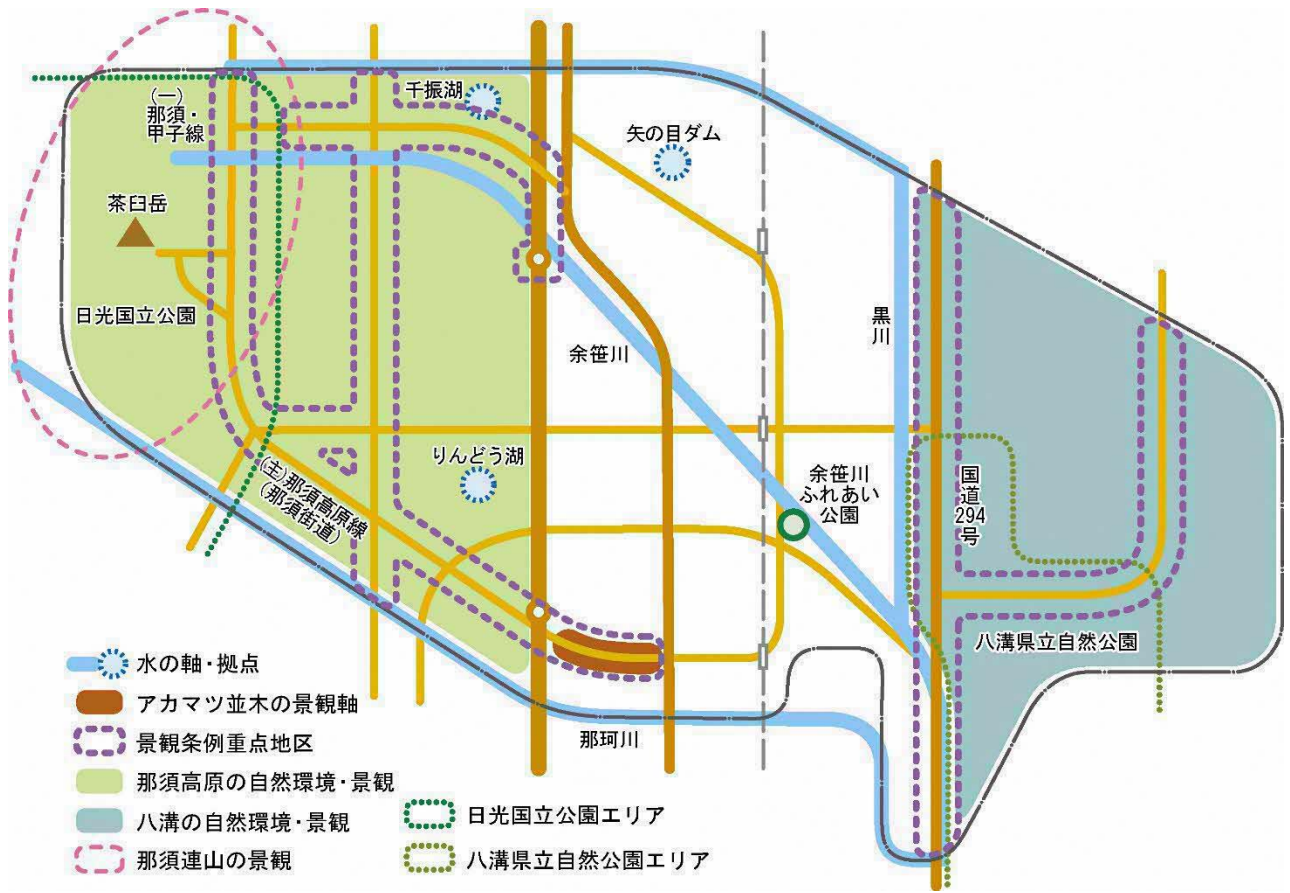 千振湖
(一)
那須・
甲子線
矢の目ダム
茶臼岳
日光国立公園
余笹川
黒川
りんどう湖
(主)那須高原線
(那須街道)
余笹川
ふれあい
公園
国道
294
号
八溝県立自然公園
那珂川
水の軸・拠点
アカマツ並木の景観軸
景観条例重点地区
那須高原の自然環境・景観
八溝の自然環境・景観
那須連山の景観
日光国立公園エリア
八溝県立自然公園エリア